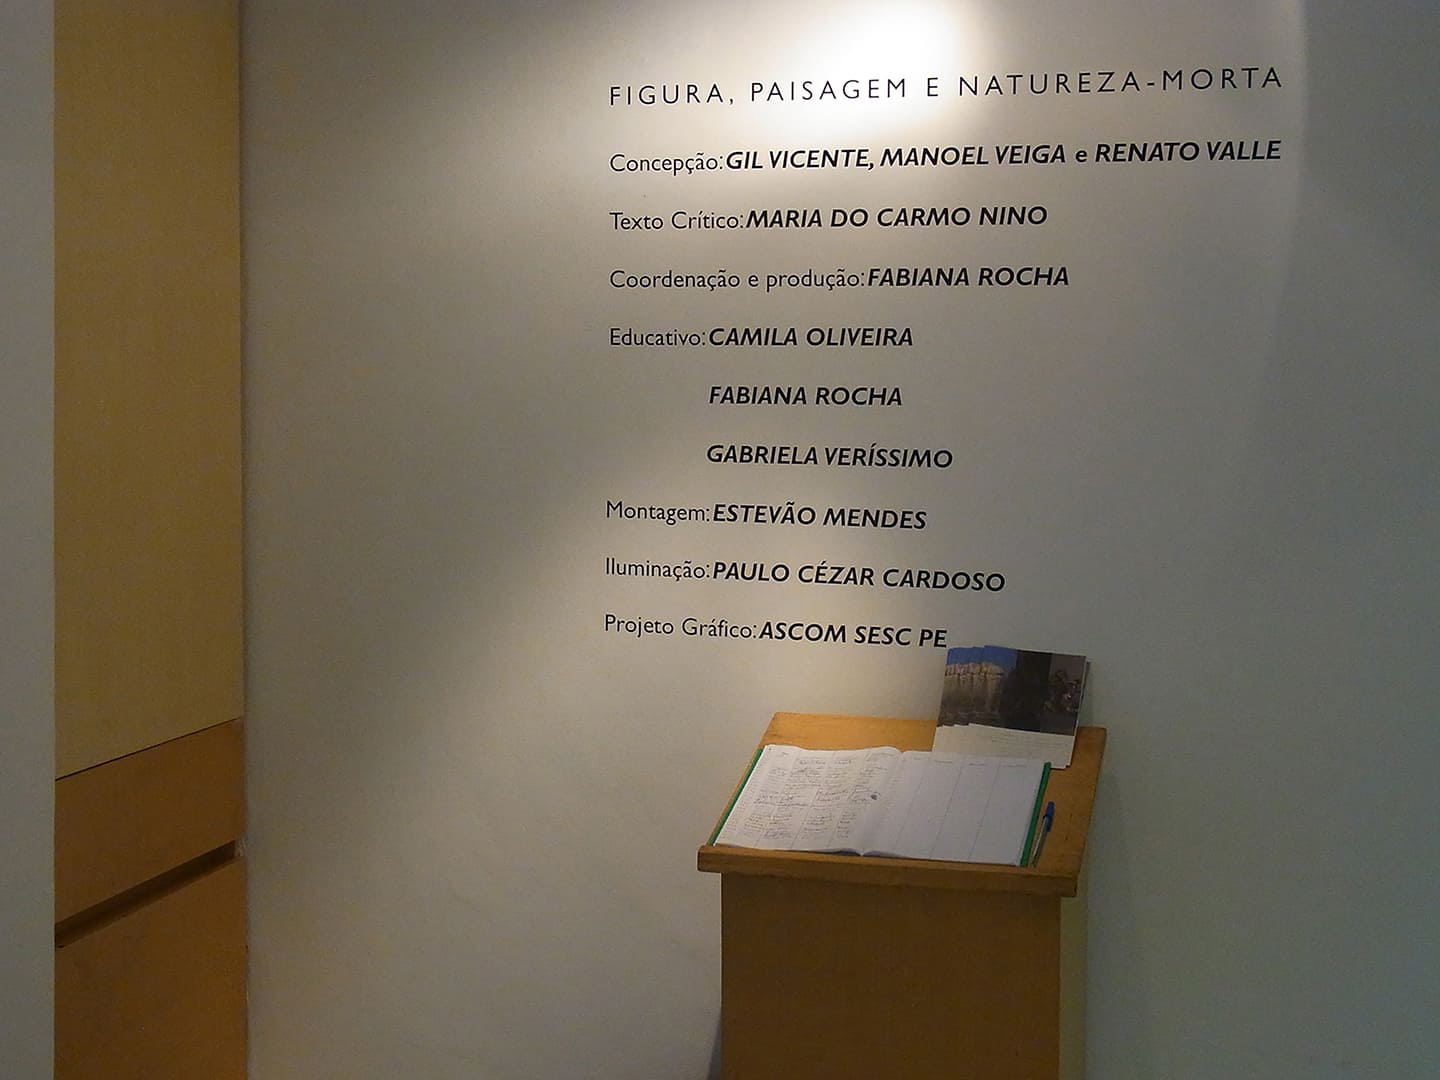 FIGURA, PAISAGEM E NATUREZA-MORTA
Concepção: GIL VICENTE, MANOEL VEIGA e RENATO VALLE
Texto Crítico: MARIA DO CARMO NINO
Coordenação e produção: FABIANA ROCHA
Educativo: CAMILA OLIVEIRA
FABIANA ROCHA
GABRIELA VERÍSSIMO
Montagem: ESTEVÃO MENDES
Iluminação: PAULO CÉZAR CARDOSO
Projeto Gráfico: ASCOM SESC PE